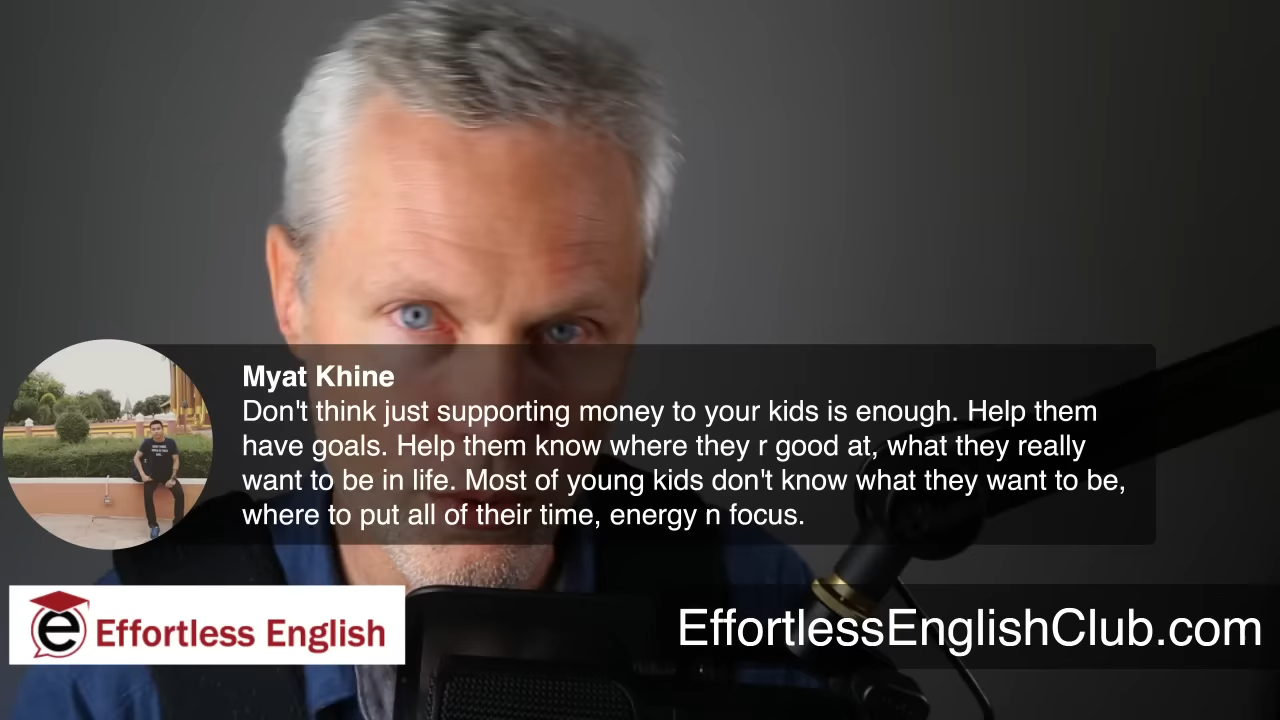 Myat Khine
Don't think just supporting money to your kids is enough. Help them
have goals. Help them know where they r good at, what they really
want to be in life. Most of young kids don't know what they want to be,
where to put all of their time, energy n focus.
e Effortless English
EffortlessEnglishClub.com